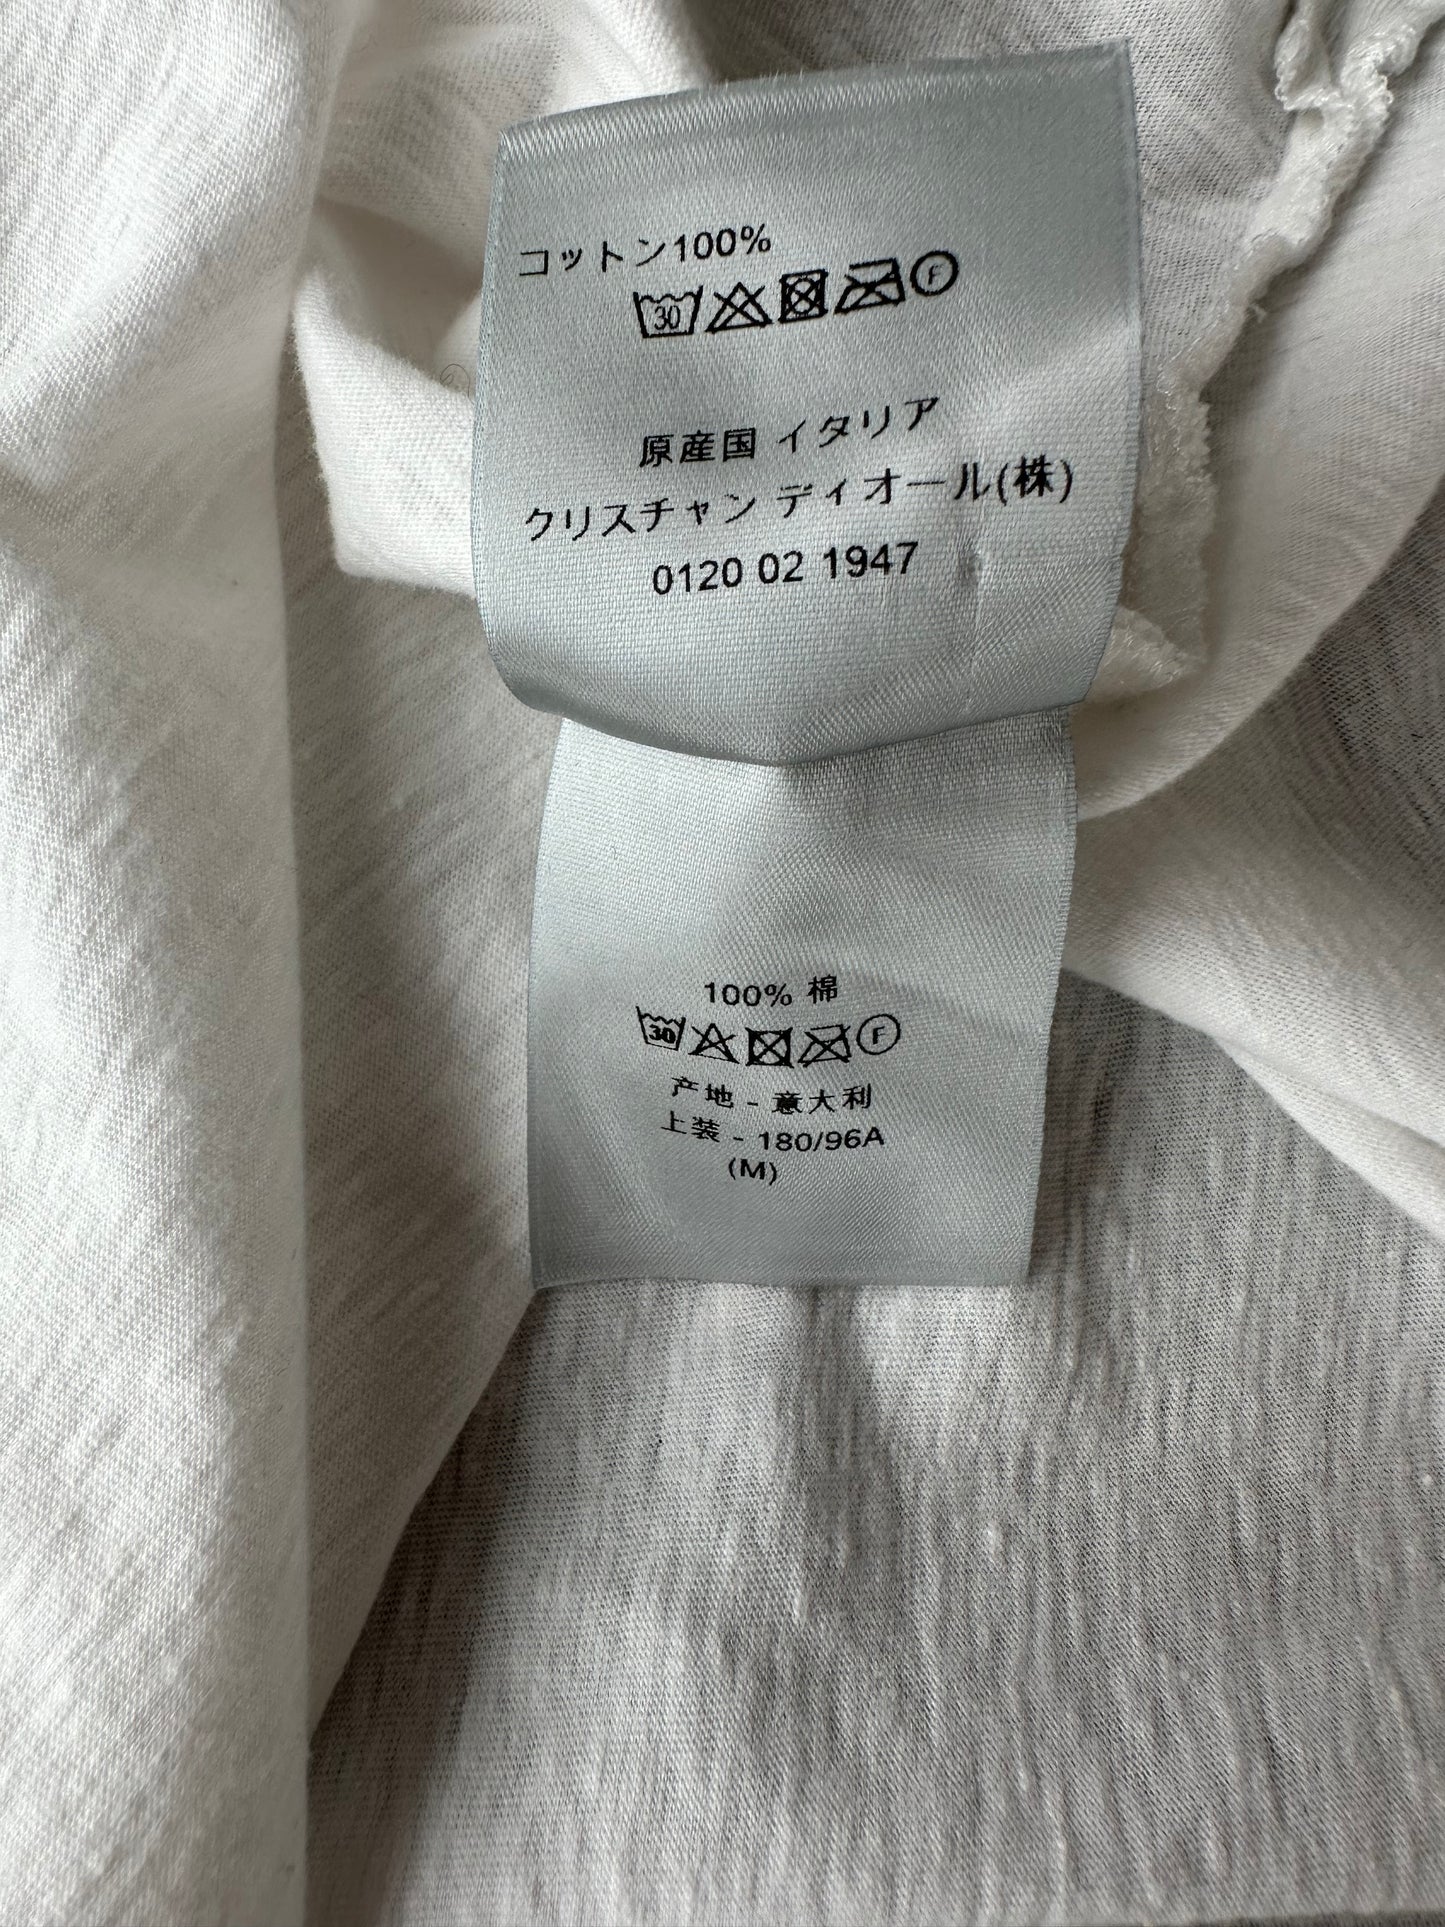 コットン100%
30 F
原産国 イタリア
クリスチャン ディオール(株)
0120 02 1947
100% 棉
30 F
产地 - 意大利
上装 - 180/96A
(M)